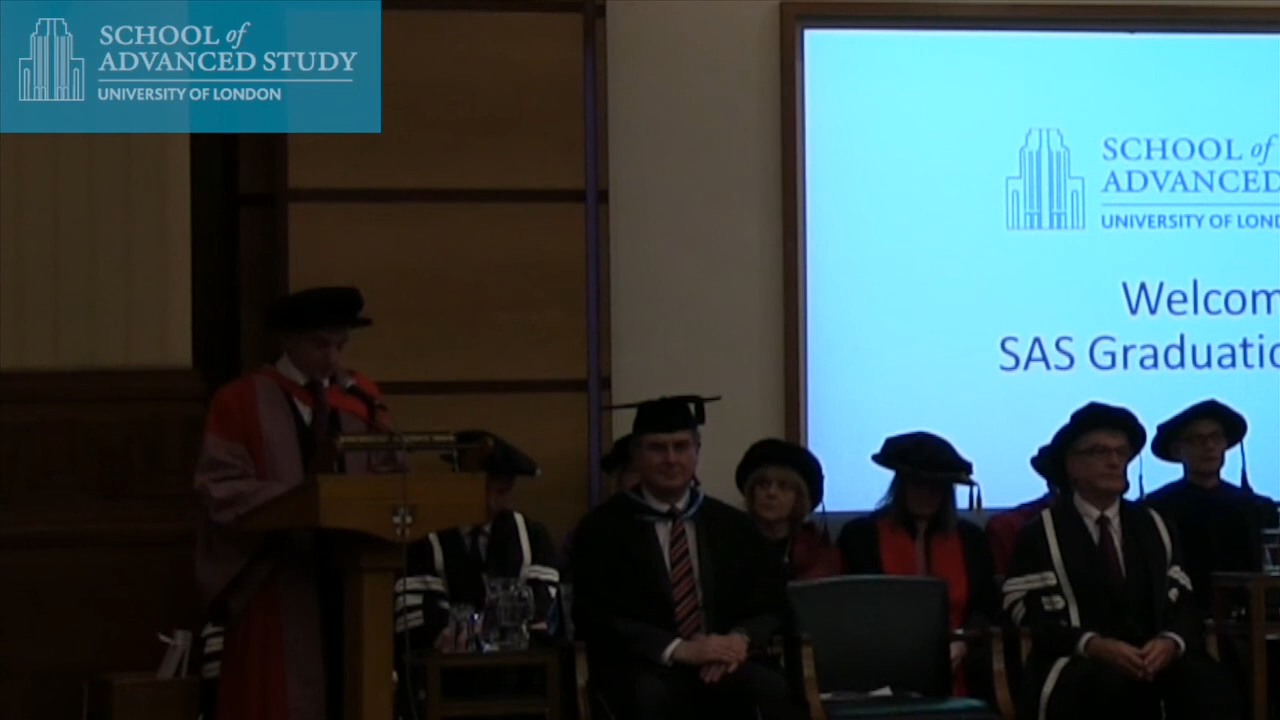 SCHOOL of
ADVANCED STUDY
UNIVERSITY OF LONDON
SCHOOL of
ADVANCED
UNIVERSITY OF LOND
Welcom
SAS Graduatio